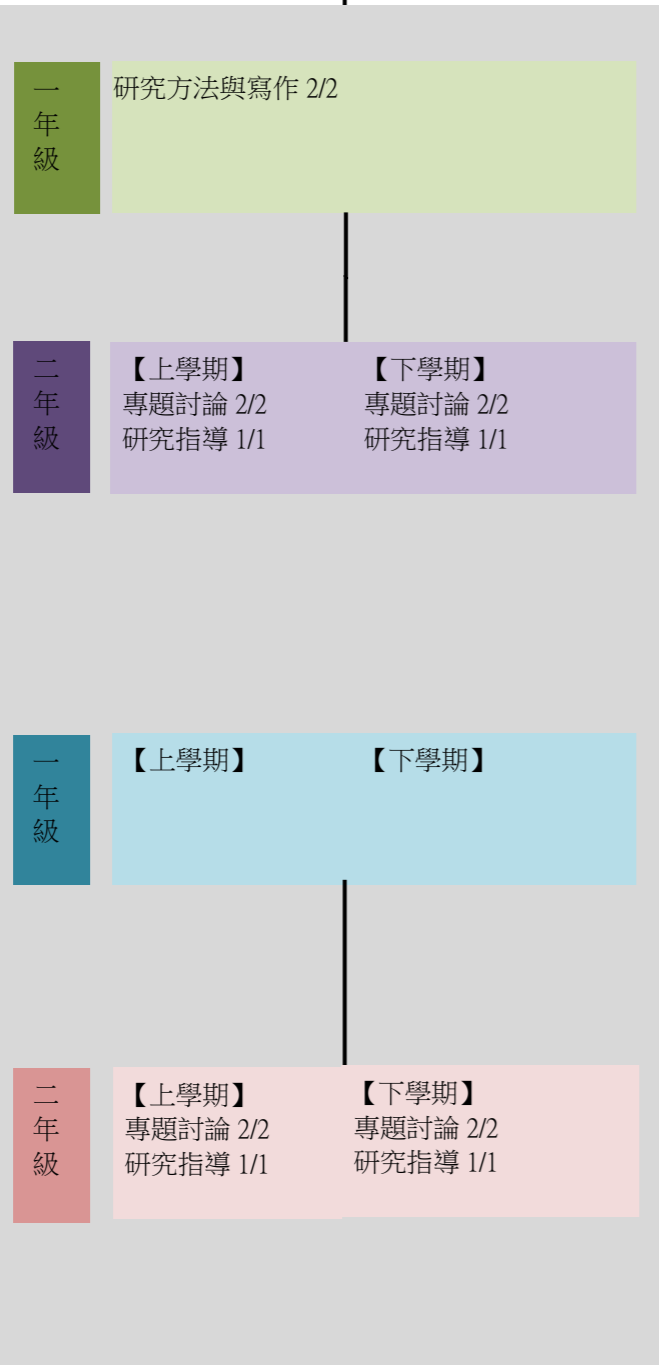 一年級
研究方法與寫作 2/2
二年級
【上學期】
專題討論 2/2
研究指導 1/1
【下學期】
專題討論 2/2
研究指導 1/1
一年級
【上學期】
【下學期】
二年級
【上學期】
專題討論 2/2
研究指導 1/1
【下學期】
專題討論 2/2
研究指導 1/1